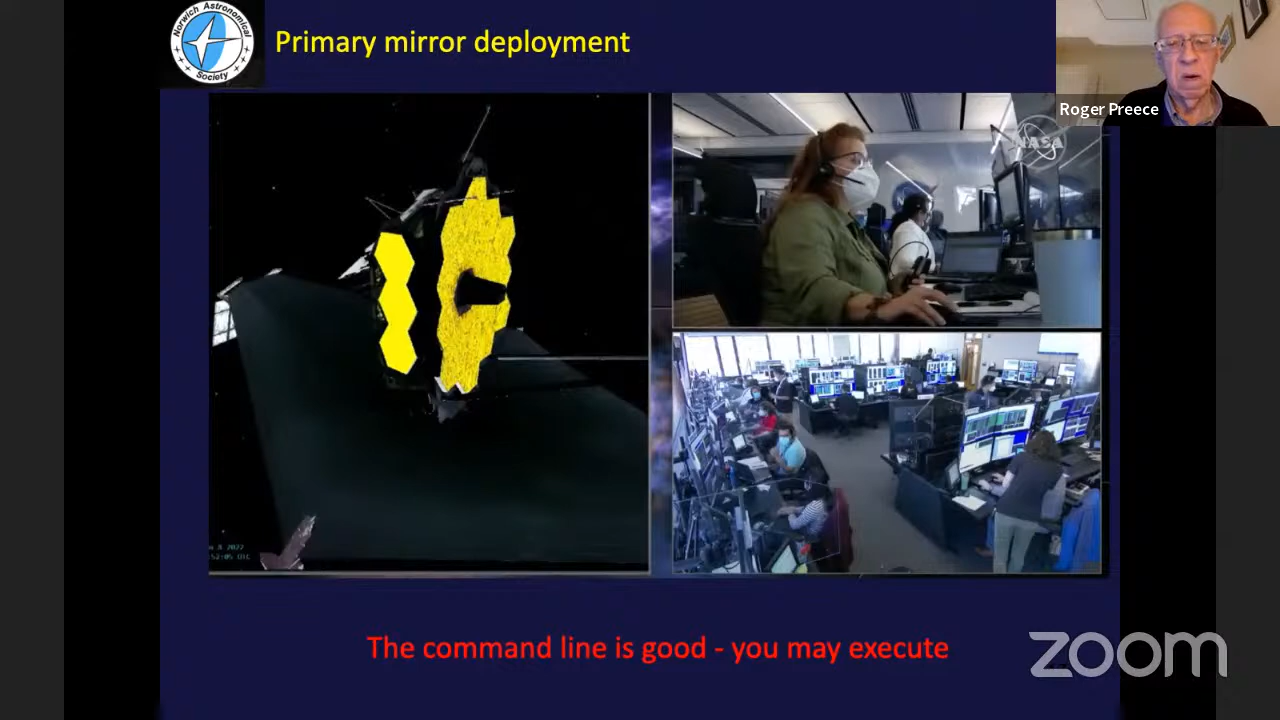 Norwich Astronomical
Society
Primary mirror deployment
Roger Preece
NASA
The command line is good - you may execute
zoom